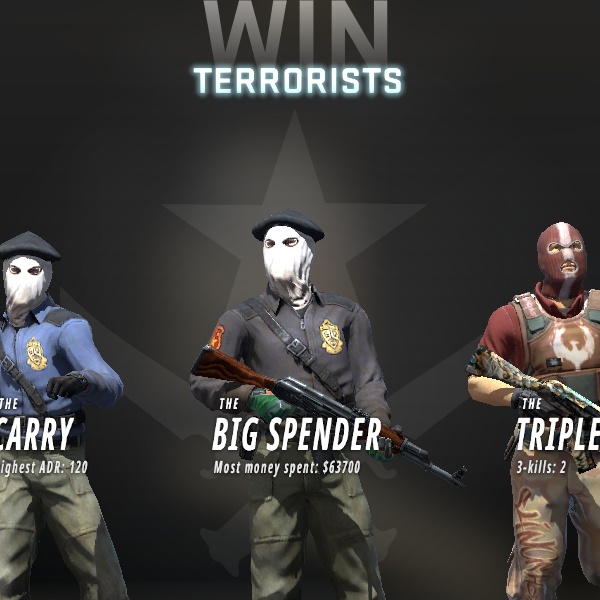 WIN
TERRORISTS
THE
CARRY
ighest ADR: 120
THE
BIG SPENDER
Most money spent: $63700
THE
TRIPLE
3-kills: 2